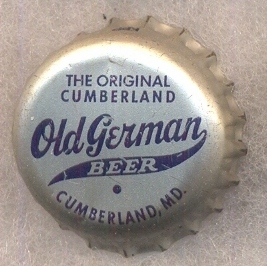 THE ORIGINAL
CUMBERLAND
Old German
BEER
CUMBERLAND, MD.